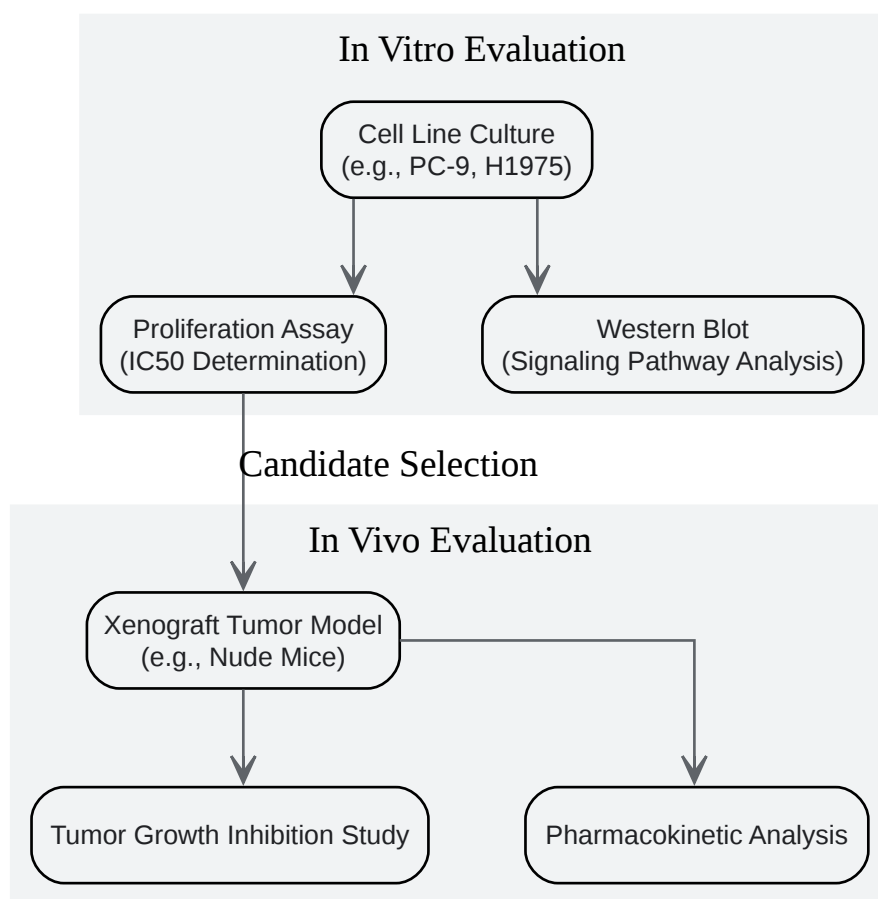 In Vitro Evaluation
Cell Line Culture
(e.g., PC-9, H1975)
Proliferation Assay
(IC50 Determination)
Western Blot
(Signaling Pathway Analysis)
Candidate Selection
In Vivo Evaluation
Xenograft Tumor Model
(e.g., Nude Mice)
Tumor Growth Inhibition Study
Pharmacokinetic Analysis